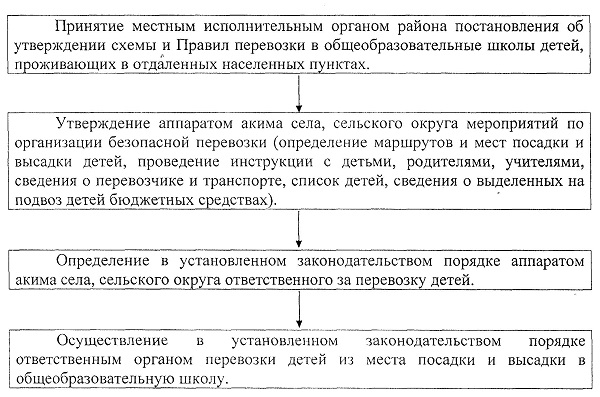 Принятие местным исполнительным органом района постановления об
утверждении схемы и Правил перевозки в общеобразовательные школы детей,
проживающих в отдаленных населенных пунктах.
Утверждение аппаратом акима села, сельского округа мероприятий по
организации безопасной перевозки (определение маршрутов и мест посадки и
высадки детей, проведение инструкции с детьми, родителями, учителями,
сведения о перевозчике и транспорте, список детей, сведения о выделенных на
подвоз детей бюджетных средствах).
Определение в установленном законодательством порядке аппаратом
акима села, сельского округа ответственного за перевозку детей.
Осуществление в установленном законодательством порядке
ответственным органом перевозки детей из места посадки и высадки в
общеобразовательную школу.